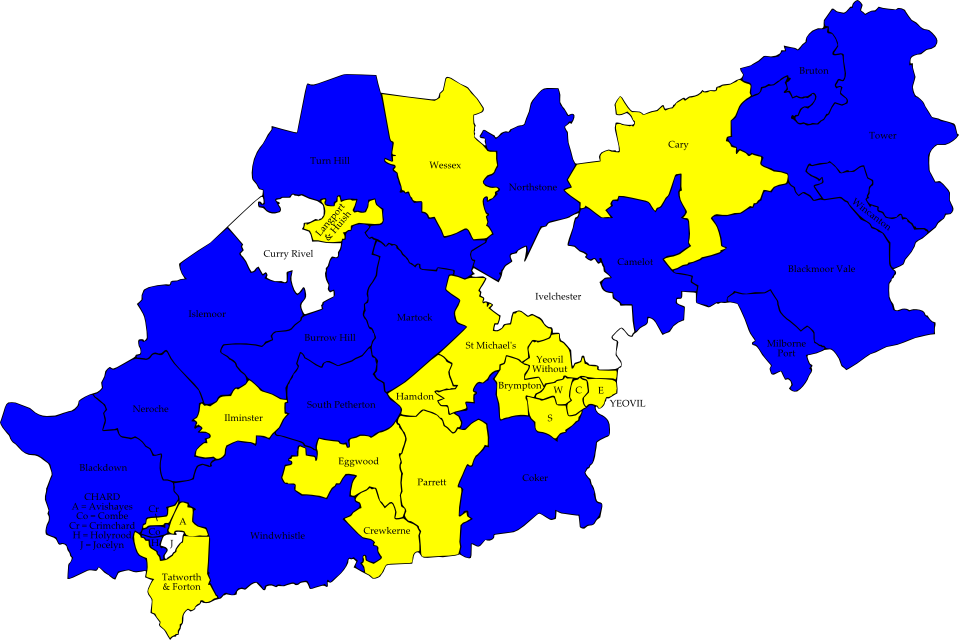 Bruton
Tower
Cary
Turn Hill
Wessex
Northstone
Wincanton
Langport
& Huish
Curry Rivel
Camelot
Blackmoor Vale
Ivelchester
Islemoor
Martock
Burrow Hill
St Michael's
Milborne
Port
Yeovil
Without
Brympton
W
C
E
YEOVIL
S
Hamdon
South Petherton
Neroche
Ilminster
Eggwood
Blackdown
Parrett
Coker
CHARD
A = Avishayes
Co = Combe
Cr = Crimchard
H = Holyrood
J = Jocelyn
Cr
A
H
J
Crewkerne
Windwhistle
Tatworth
& Forton